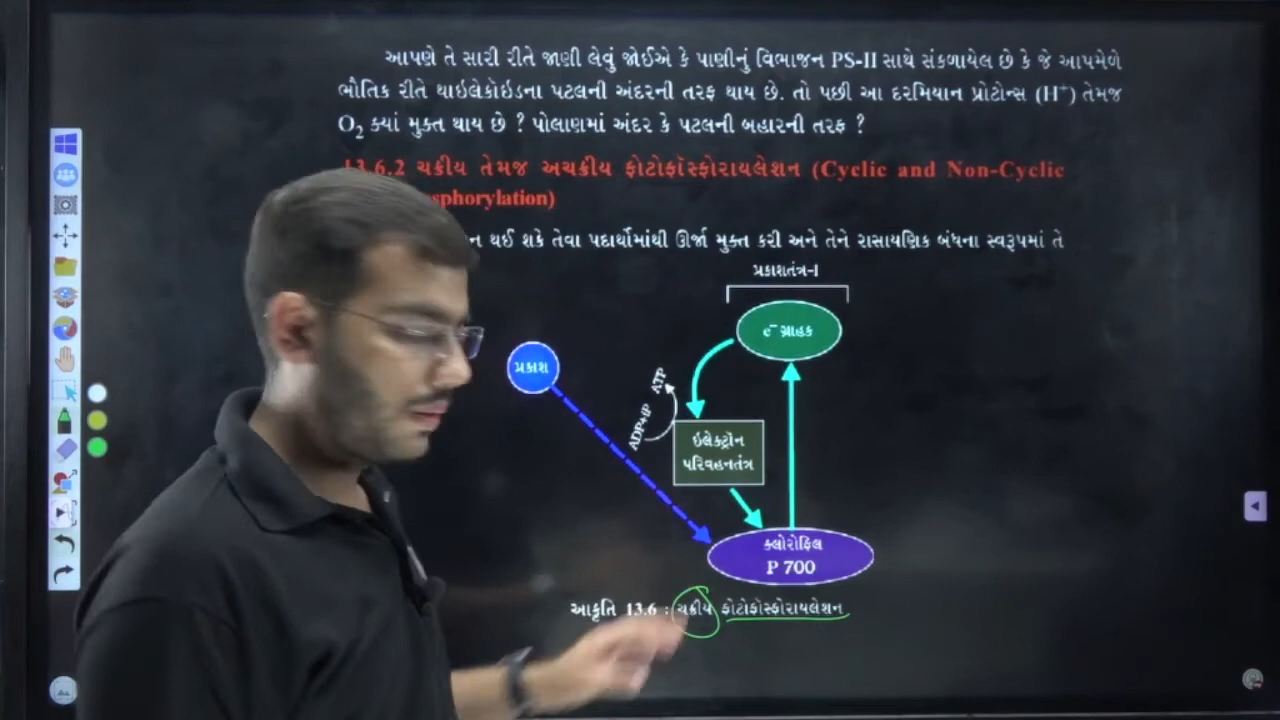 આપણે તે સારી રીતે જાણી લેવું જોઈએ કે પાણીનું વિભાજન PS-II સાથે સંકળાયેલ છે કે જે આપમેળે
ભૌતિક રીતે થાઇલેકૉઇડના પટલની અંદરની તરફ થાય છે. તો પછી આ દરમિયાન પ્રોટોન્સ (H⁺) તેમજ
O₂ ક્યાં મુક્ત થાય છે ? પોલાણમાં અંદર કે પટલની બહારની તરફ ?
13.6.2 ચક્રીય તેમજ અચક્રીય ફોટોફૉસ્ફોરાયલેશન (Cyclic and Non-Cyclic
sphorylation)
ન થઈ શકે તેવા પદાર્થોમાંથી ઊર્જા મુક્ત કરી અને તેને રાસાયણિક બંધના સ્વરૂપમાં તે
પ્રકાશતંત્ર-I
e⁻ ગ્રાહક
પ્રકાશ
ADP+iP
ATP
ઇલેક્ટ્રૉન
પરિવહનતંત્ર
ક્લોરોફિલ
P 700
આકૃતિ 13.6 : ચક્રીય ફોટોફૉસ્ફોરાયલેશન